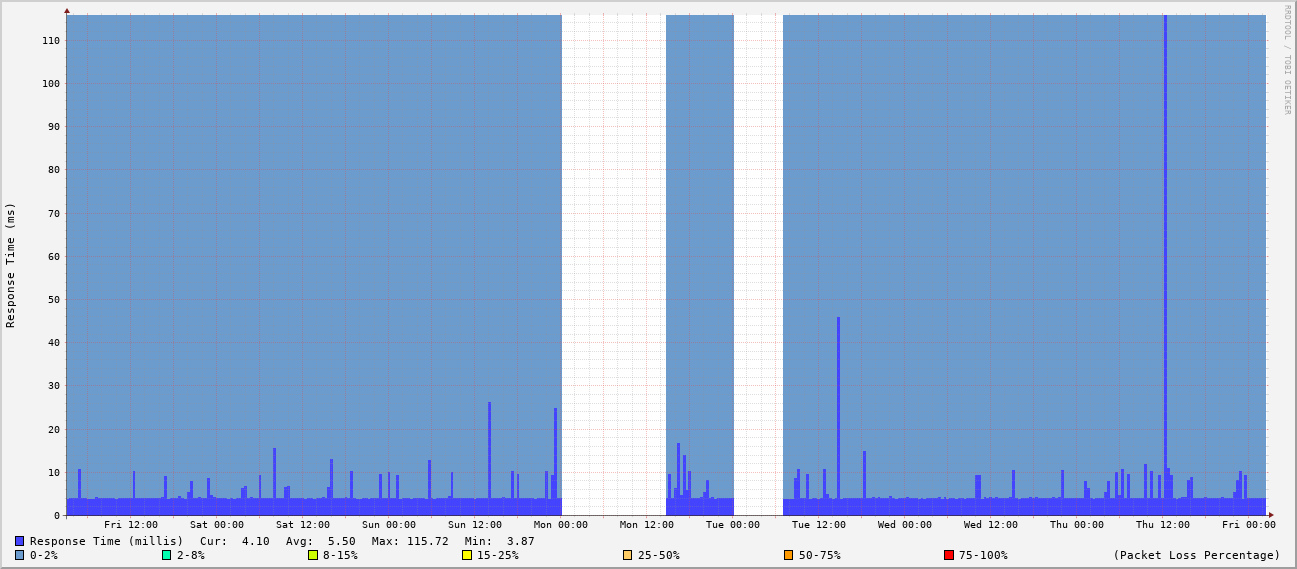 RRDTOOL / TOBI OETIKER
Response Time (ms)
110
100
90
80
70
60
50
40
30
20
10
0
Fri 12:00 Sat 00:00 Sat 12:00 Sun 00:00 Sun 12:00 Mon 00:00 Mon 12:00 Tue 00:00 Tue 12:00 Wed 00:00 Wed 12:00 Thu 00:00 Thu 12:00 Fri 00:00
Response Time (millis) Cur: 4.10 Avg: 5.50 Max: 115.72 Min: 3.87
0-2% 2-8% 8-15% 15-25% 25-50% 50-75% 75-100% (Packet Loss Percentage)